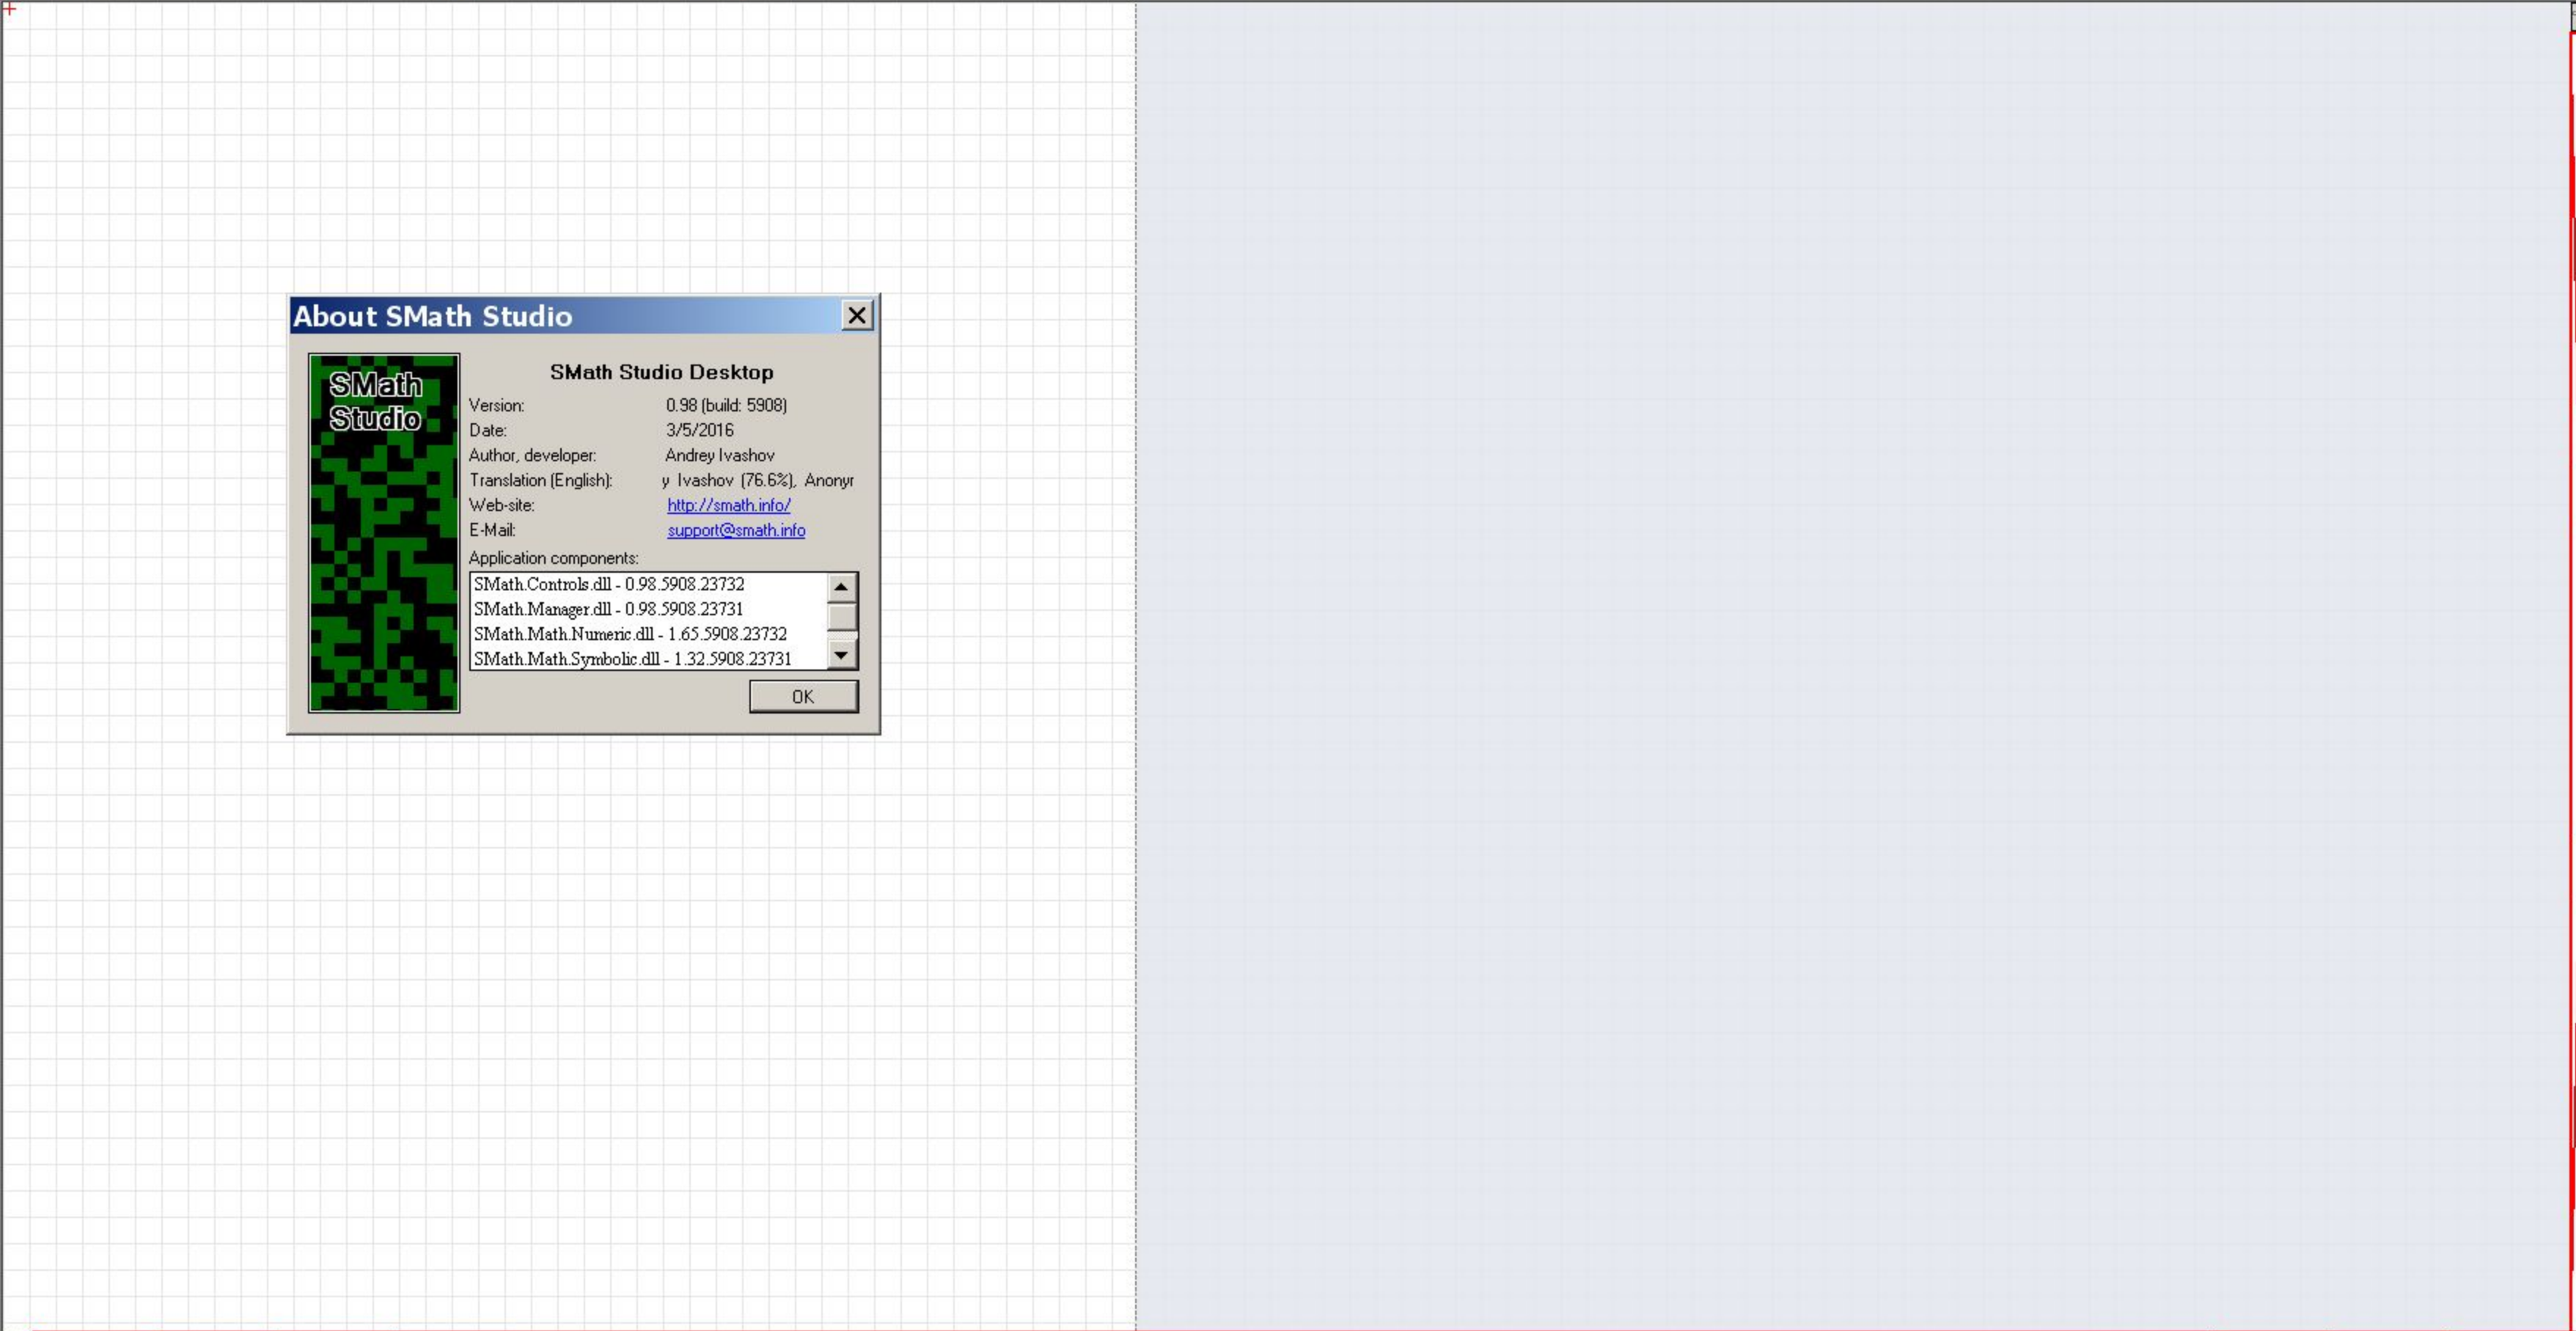 About SMath Studio
SMath
Studio
SMath Studio Desktop
Version: 0.98 (build: 5908)
Date: 3/5/2016
Author, developer: Andrey Ivashov
Translation (English): y Ivashov (76.6%), Anonyr
Web-site: http://smath.info/
E-Mail: support@smath.info
Application components:
SMath.Controls.dll - 0.98.5908.23732
SMath.Manager.dll - 0.98.5908.23731
SMath.Math.Numeric.dll - 1.65.5908.23732
SMath.Math.Symbolic.dll - 1.32.5908.23731
OK